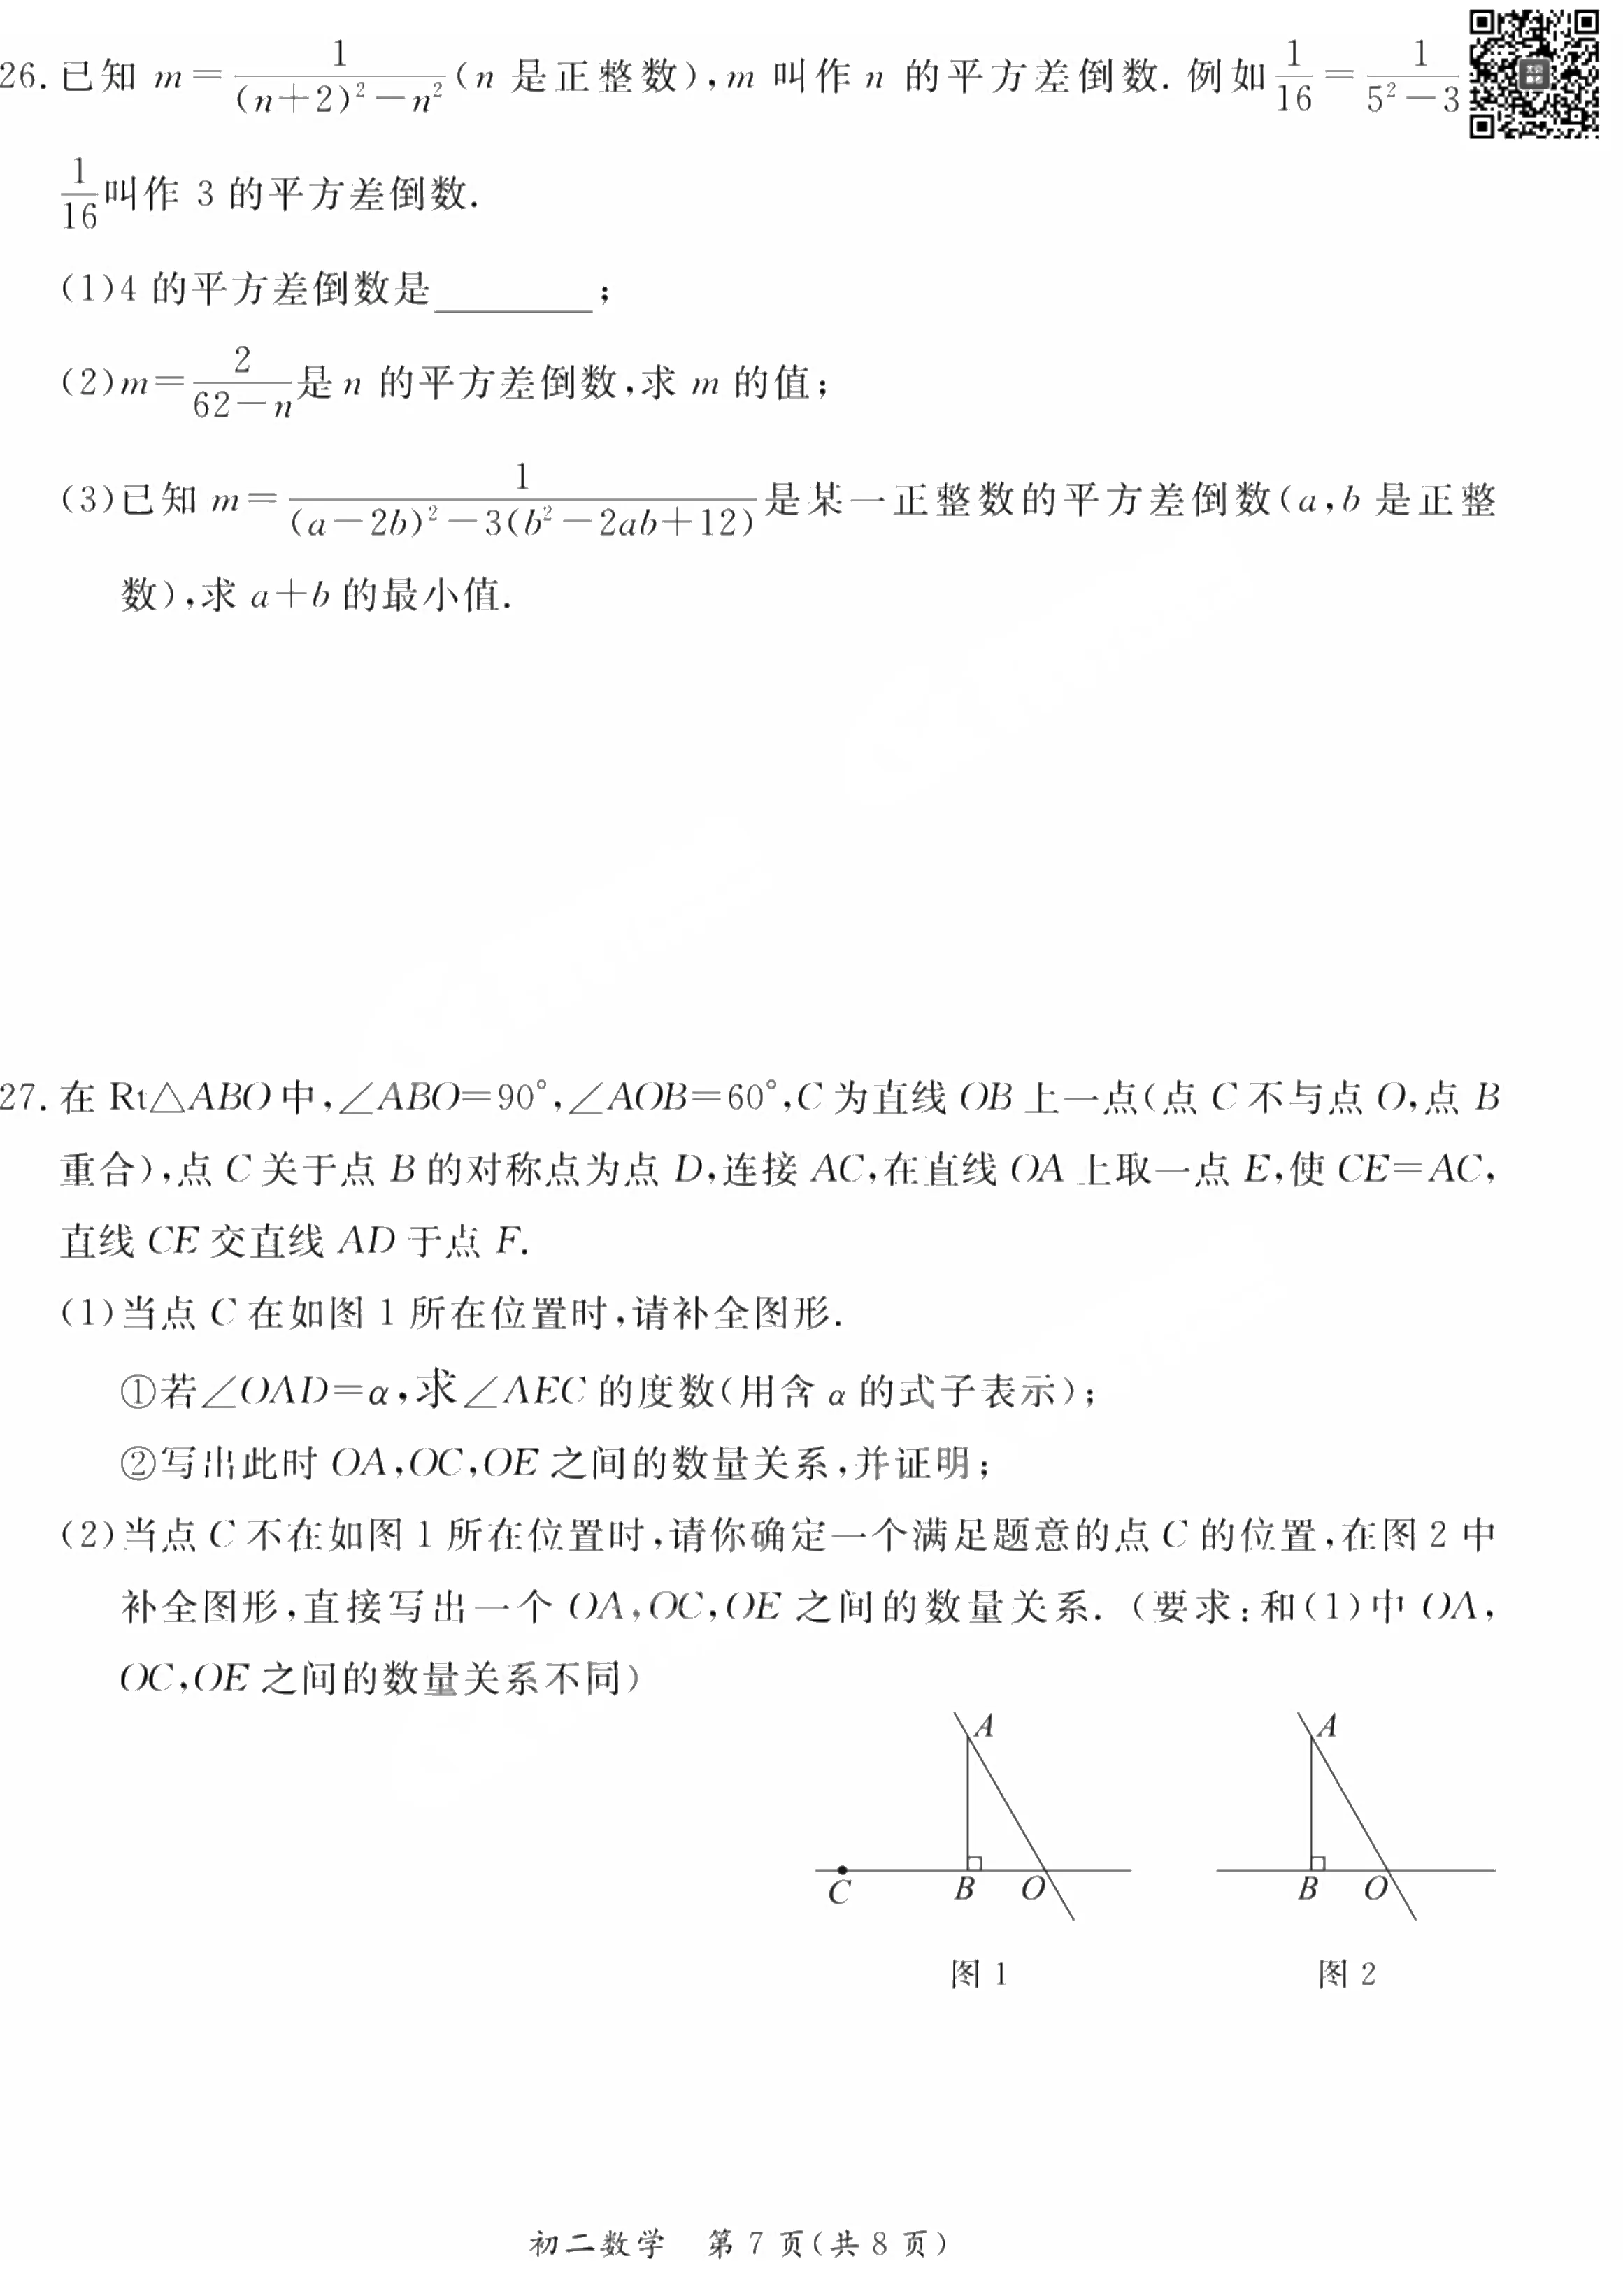 26.已知 m=1/((n+2)²-n²)(n 是正整数),m 叫作 n 的平方差倒数. 例如1/16=1/(5²-3
1/16叫作 3 的平方差倒数.
(1)4 的平方差倒数是________;
(2)m=2/(62-n)是 n 的平方差倒数,求 m 的值;
(3)已知 m=1/((a-2b)²-3(b²-2ab+12))是某一正整数的平方差倒数(a,b 是正整
数),求 a+b 的最小值.
27.在 Rt△ABO中,∠ABO=90°,∠AOB=60°,C 为直线 OB 上一点(点 C 不与点 O,点 B
重合),点 C 关于点 B 的对称点为点 D,连接 AC,在直线 OA 上取一点 E,使 CE=AC,
直线 CE 交直线 AD 于点 F.
(1)当点 C 在如图 1 所在位置时,请补全图形.
①若∠OAD=α,求∠AEC 的度数(用含 α 的式子表示);
②写出此时 OA,OC,OE 之间的数量关系,并证明;
(2)当点 C 不在如图 1 所在位置时,请你确定一个满足题意的点 C 的位置,在图 2 中
补全图形,直接写出一个 OA,OC,OE 之间的数量关系. (要求:和(1)中 OA,
OC,OE 之间的数量关系不同)
A
C B O
图 1
A
B O
图 2
初二数学 第 7 页(共 8 页)